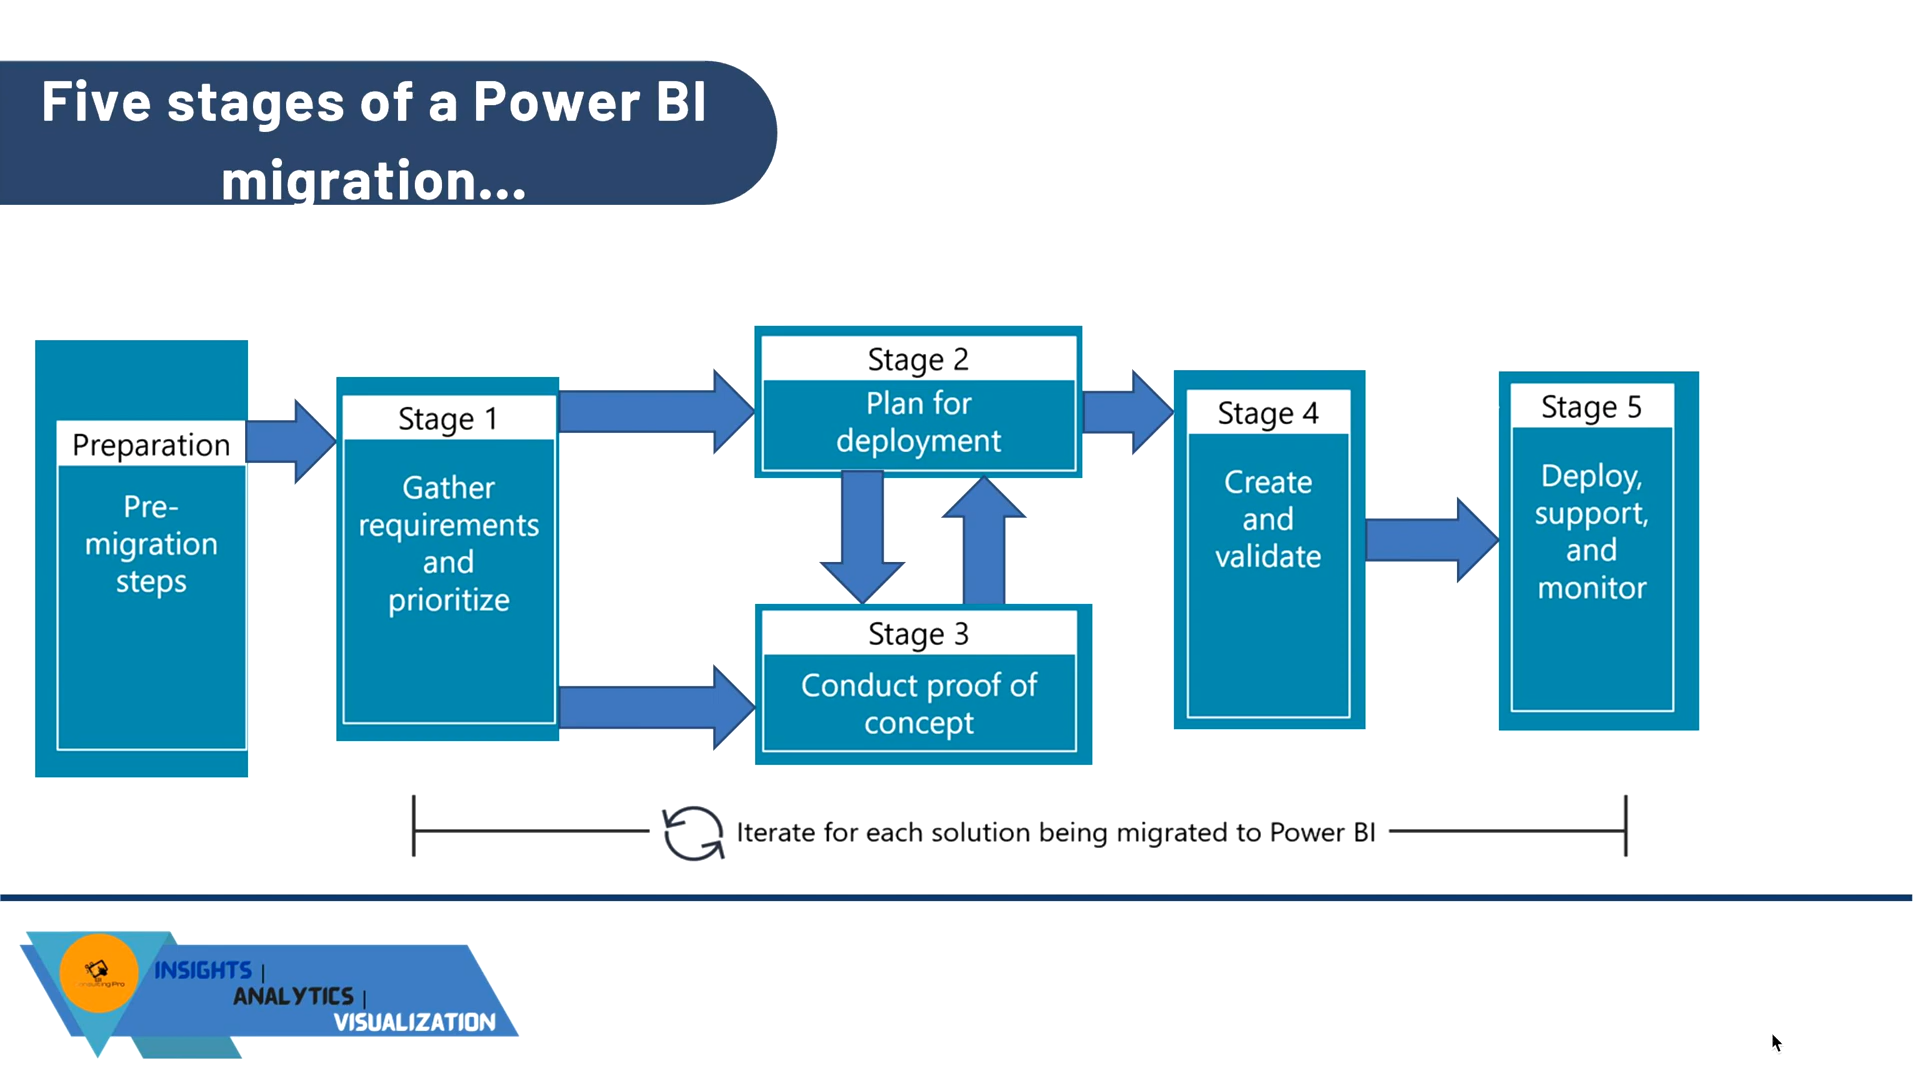 Five stages of a Power BI
migration...
Preparation
Pre-
migration
steps
Stage 1
Gather
requirements
and
prioritize
Stage 2
Plan for
deployment
Stage 3
Conduct proof of
concept
Stage 4
Create
and
validate
Stage 5
Deploy,
support,
and
monitor
Iterate for each solution being migrated to Power BI
INSIGHTS |
ANALYTICS |
VISUALIZATION